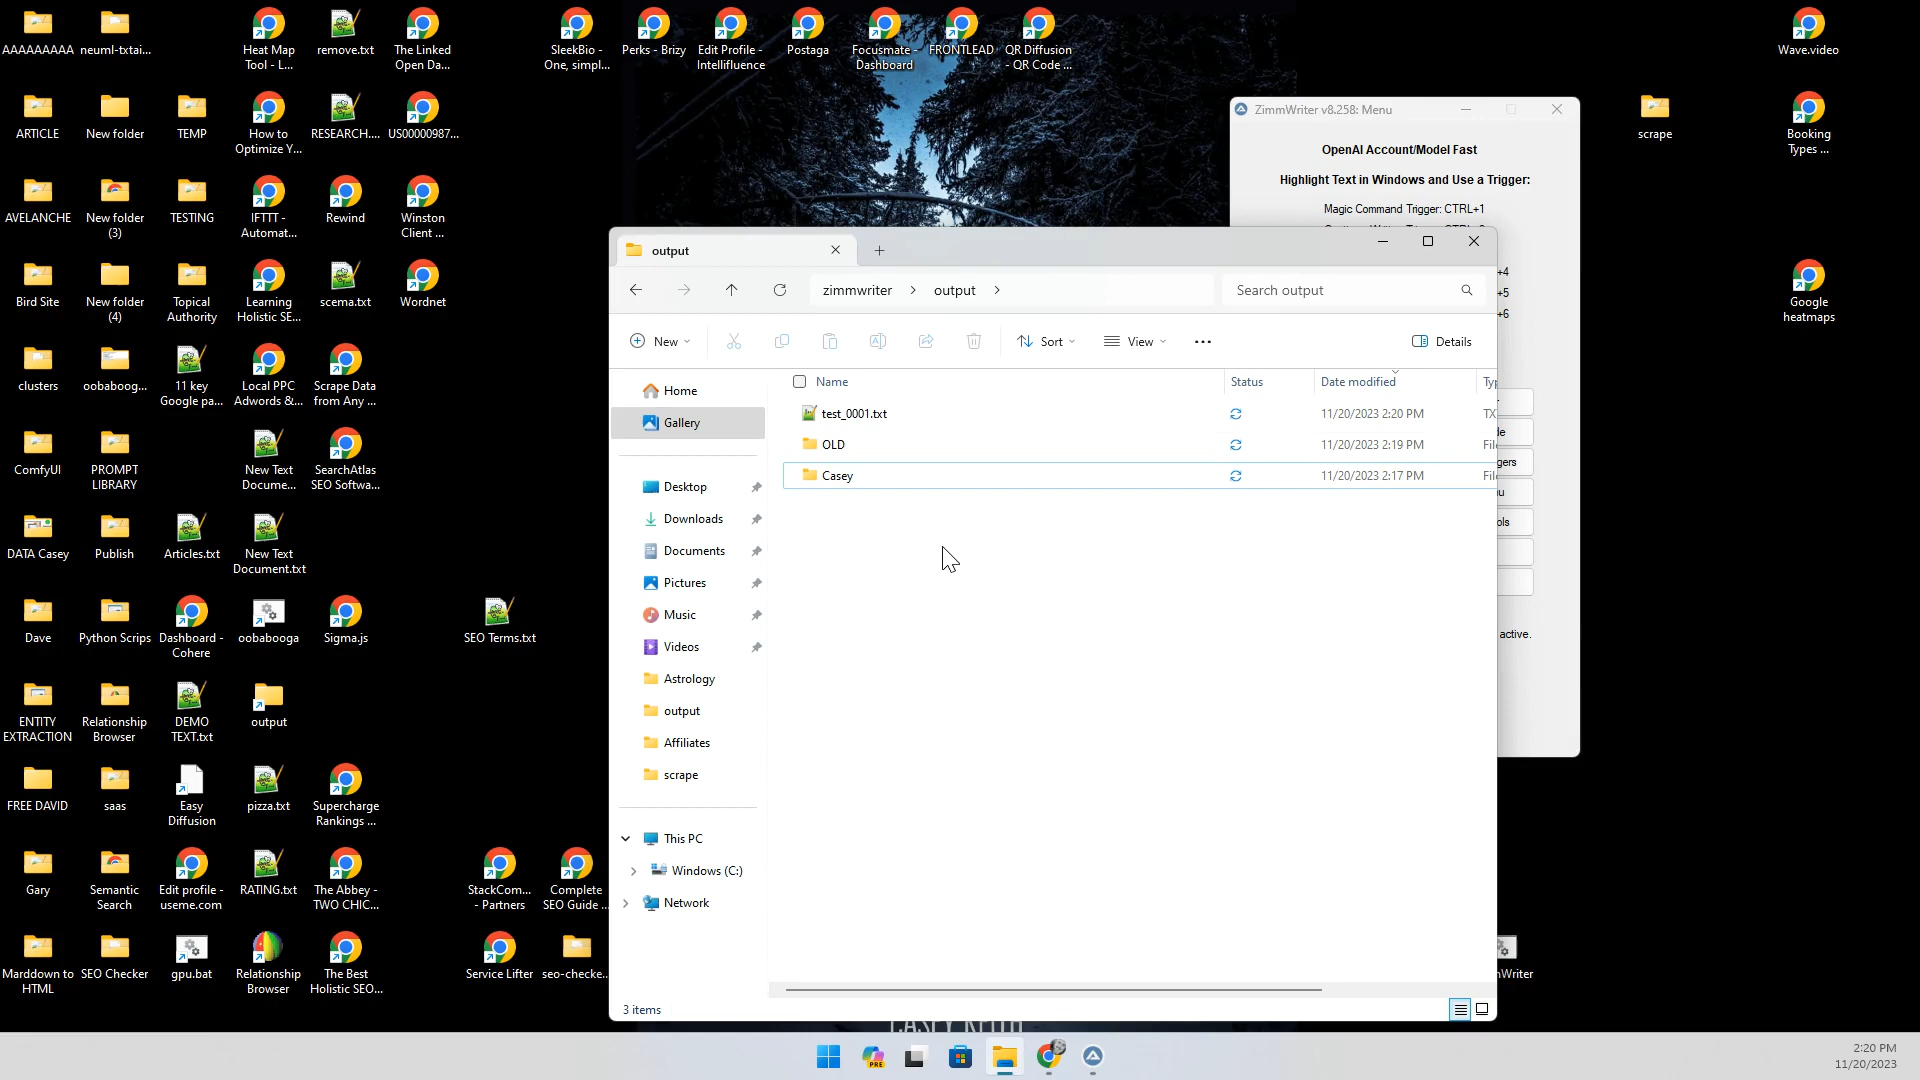 AAAAAAAAA
neuml-txtai...
Heat Map
Tool - L...
remove.txt
The Linked
Open Da...
SleekBio -
One, simpl...
Perks - Brizy
Edit Profile -
Intellifluence
Postaga
Focusmate -
Dashboard
FRONTLEAD
QR Diffusion
- QR Code ...
Wave.video
ARTICLE
New folder
TEMP
How to
Optimize Y...
RESEARCH....
US00000987...
scrape
Booking
Types ...
AVELANCHE
New folder
(3)
TESTING
IFTTT -
Automat...
Rewind
Winston
Client ...
Bird Site
New folder
(4)
Topical
Authority
Learning
Holistic SE...
scema.txt
Wordnet
Google
heatmaps
clusters
oobaboog...
11 key
Google pa...
Local PPC
Adwords &...
Scrape Data
from Any ...
ComfyUI
PROMPT
LIBRARY
New Text
Docume...
SearchAtlas
SEO Softwa...
DATA Casey
Publish
Articles.txt
New Text
Document.txt
Dave
Python Scrips
Dashboard -
Cohere
oobabooga
Sigma.js
SEO Terms.txt
ENTITY
EXTRACTION
Relationship
Browser
DEMO
TEXT.txt
output
FREE DAVID
saas
Easy
Diffusion
pizza.txt
Supercharge
Rankings ...
Gary
Semantic
Search
Edit profile -
useme.com
RATING.txt
The Abbey -
TWO CHIC...
StackCom...
- Partners
Complete
SEO Guide ...
Marddown to
HTML
SEO Checker
gpu.bat
Relationship
Browser
The Best
Holistic SEO...
Service Lifter
seo-checke...
ZimmWriter v8.258: Menu
OpenAI Account/Model Fast
Highlight Text in Windows and Use a Trigger:
Magic Command Trigger: CTRL+1
+4
+5
+6
active.
output
zimmwriter > output >
Search output
New
Sort
View
Details
Home
Gallery
Desktop
Downloads
Documents
Pictures
Music
Videos
Astrology
output
Affiliates
scrape
This PC
Windows (C:)
Network
Name Status Date modified
test_0001.txt 11/20/2023 2:20 PM TX
OLD 11/20/2023 2:19 PM Fil
Casey 11/20/2023 2:17 PM Fil
3 items
CASEY KEITH
PRE
2:20 PM
11/20/2023